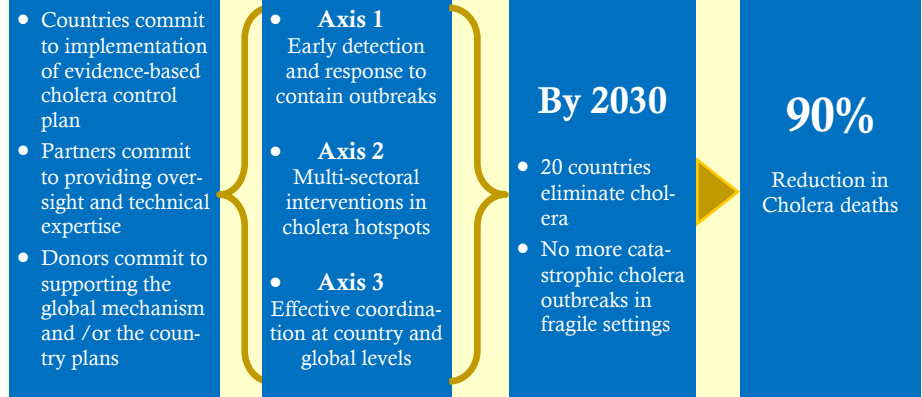 • Countries commit
to implementation
of evidence-based
cholera control
plan
• Partners commit
to providing over-
sight and technical
expertise
• Donors commit to
supporting the
global mechanism
and /or the coun-
try plans
• Axis 1
Early detection
and response to
contain outbreaks
• Axis 2
Multi-sectoral
interventions in
cholera hotspots
• Axis 3
Effective coordina-
tion at country and
global levels
By 2030
• 20 countries
eliminate chol-
era
• No more cata-
strophic cholera
outbreaks in
fragile settings
90%
Reduction in
Cholera deaths